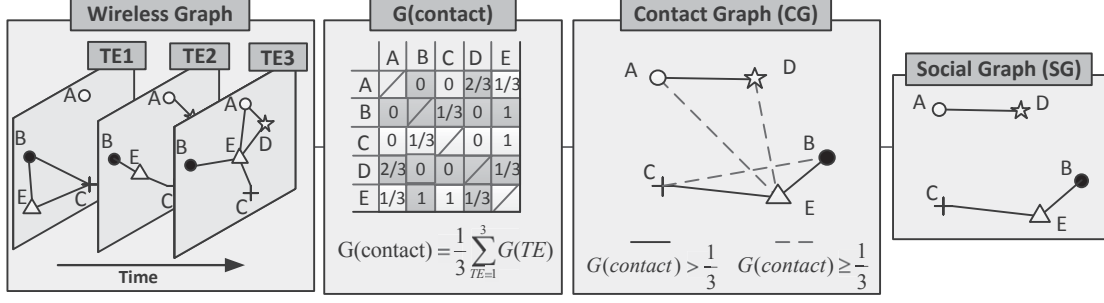 Wireless Graph
TE1 TE2 TE3
A
B
E
A
B
E
C
A
B
E
D
C
C
Time
G(contact)
A B C D E
A 0 0 2/3 1/3
B 0 1/3 0 1
C 0 1/3 0 1
D 2/3 0 0 1/3
E 1/3 1 1 1/3
G(contact) = 1/3 ∑ 3 TE=1 G(TE)
Contact Graph (CG)
A D
B
C
E
G(contact) > 1/3 G(contact) ≥ 1/3
Social Graph (SG)
A D
B
C
E